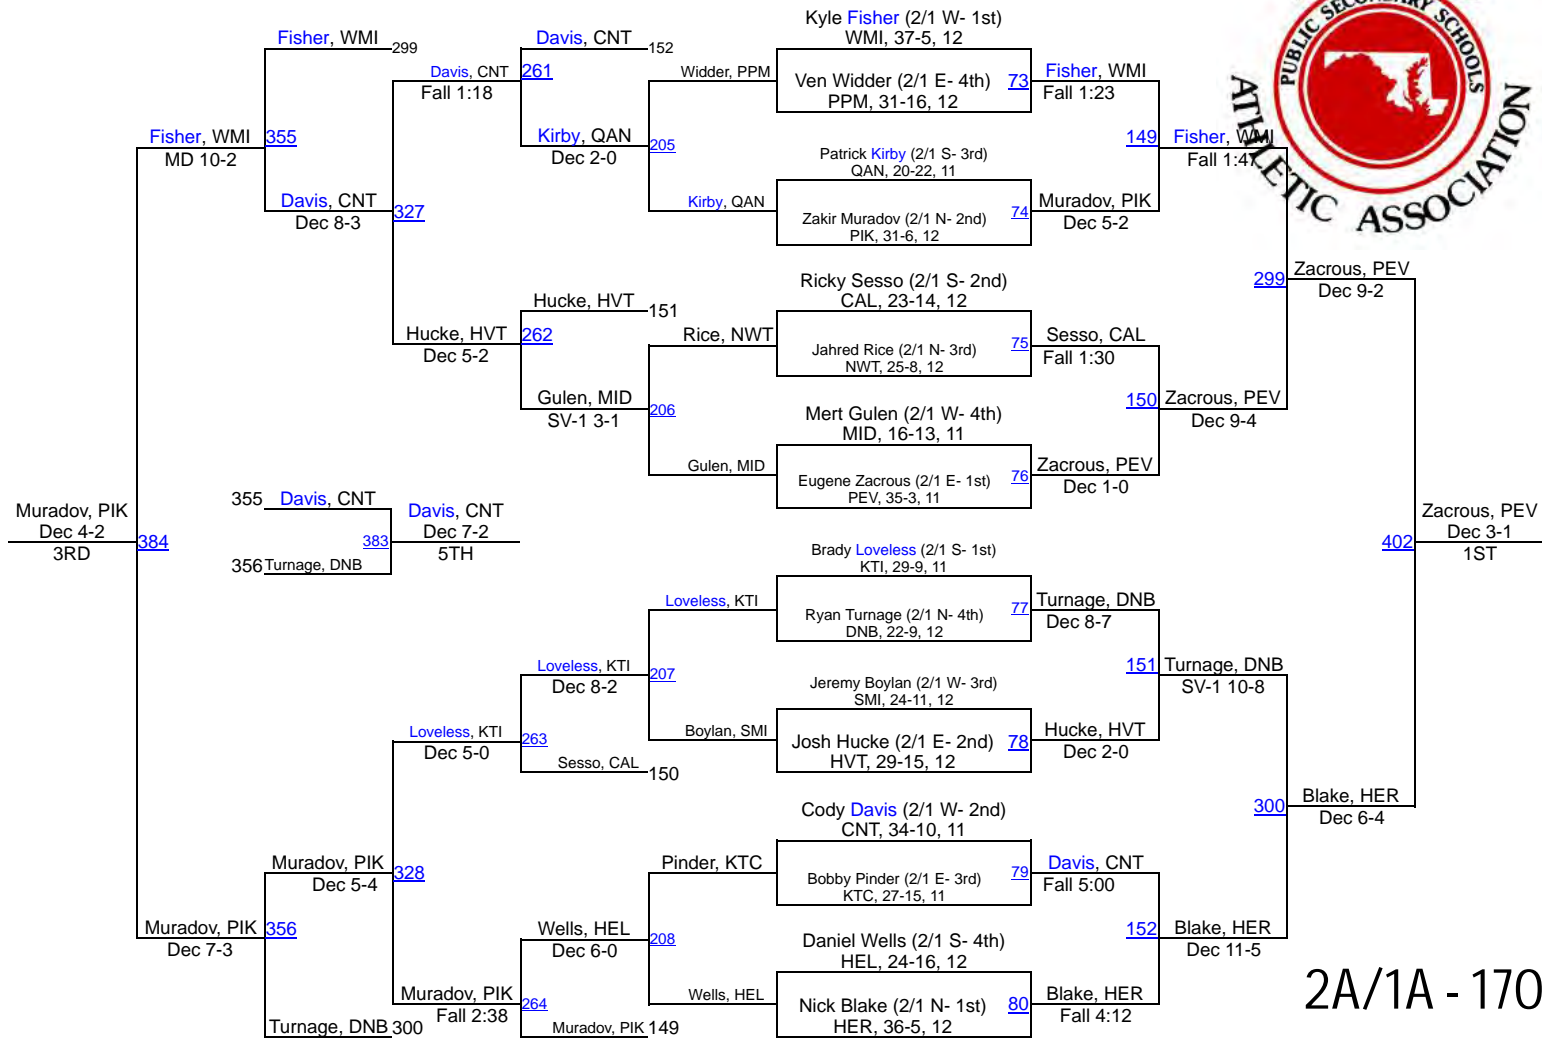 Kyle Fisher (2/1 W- 1st)
WMI, 37-5, 12
Fisher, WMI
299
Davis, CNT
152
Davis, CNT
261
Fall 1:18
Widder, PPM
Ven Widder (2/1 E- 4th)
PPM, 31-16, 12
73
Fisher, WMI
Fall 1:23
PUBLIC SECONDARY SCHOOLS
ATHLETIC ASSOCIATION
Fisher, WMI
MD 10-2
355
Kirby, QAN
Dec 2-0
205
149
Fisher, WMI
Fall 1:47
Patrick Kirby (2/1 S- 3rd)
QAN, 20-22, 11
Davis, CNT
Dec 8-3
327
Kirby, QAN
Zakir Muradov (2/1 N- 2nd)
PIK, 31-6, 12
74
Muradov, PIK
Dec 5-2
299
Zacrous, PEV
Dec 9-2
Ricky Sesso (2/1 S- 2nd)
CAL, 23-14, 12
Hucke, HVT
151
Hucke, HVT
Dec 5-2
262
Rice, NWT
Jahred Rice (2/1 N- 3rd)
NWT, 25-8, 12
75
Sesso, CAL
Fall 1:30
Gulen, MID
SV-1 3-1
206
Mert Gulen (2/1 W- 4th)
MID, 16-13, 11
150
Zacrous, PEV
Dec 9-4
Gulen, MID
Eugene Zacrous (2/1 E- 1st)
PEV, 35-3, 11
76
Zacrous, PEV
Dec 1-0
355
Davis, CNT
Muradov, PIK
Dec 4-2
3RD
384
383
Davis, CNT
Dec 7-2
5TH
356
Turnage, DNB
402
Zacrous, PEV
Dec 3-1
1ST
Brady Loveless (2/1 S- 1st)
KTI, 29-9, 11
Loveless, KTI
Ryan Turnage (2/1 N- 4th)
DNB, 22-9, 12
77
Turnage, DNB
Dec 8-7
Loveless, KTI
Dec 8-2
207
151
Turnage, DNB
SV-1 10-8
Jeremy Boylan (2/1 W- 3rd)
SMI, 24-11, 12
Loveless, KTI
Dec 5-0
263
Boylan, SMI
Josh Hucke (2/1 E- 2nd)
HVT, 29-15, 12
78
Hucke, HVT
Dec 2-0
Sesso, CAL
150
300
Blake, HER
Dec 6-4
Cody Davis (2/1 W- 2nd)
CNT, 34-10, 11
Muradov, PIK
Dec 5-4
328
Pinder, KTC
Bobby Pinder (2/1 E- 3rd)
KTC, 27-15, 11
79
Davis, CNT
Fall 5:00
Muradov, PIK
Dec 7-3
356
Wells, HEL
Dec 6-0
208
152
Blake, HER
Dec 11-5
Daniel Wells (2/1 S- 4th)
HEL, 24-16, 12
Muradov, PIK
Fall 2:38
264
Wells, HEL
Nick Blake (2/1 N- 1st)
HER, 36-5, 12
80
Blake, HER
Fall 4:12
Turnage, DNB
300
Muradov, PIK
149
2A/1A - 170